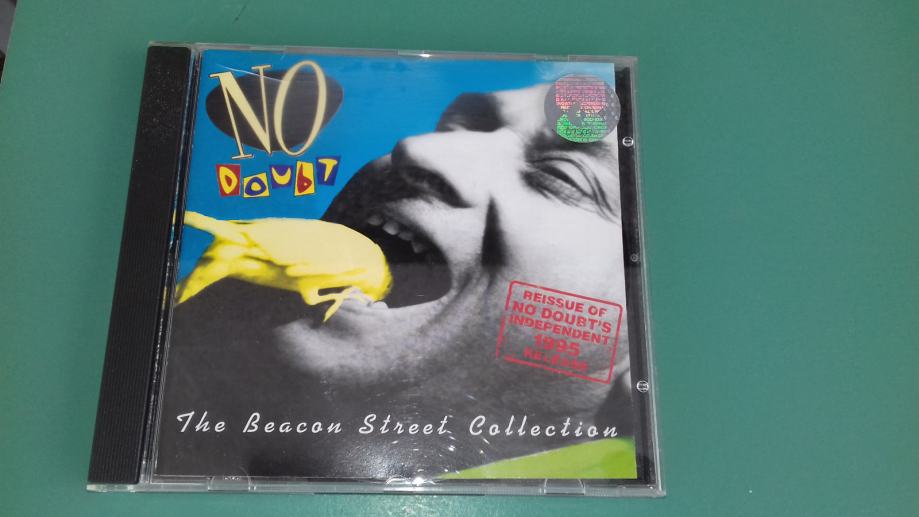 NO
DOUBT
REISSUE OF
NO DOUBT'S
INDEPENDENT
1995
RELEASE
The Beacon Street Collection